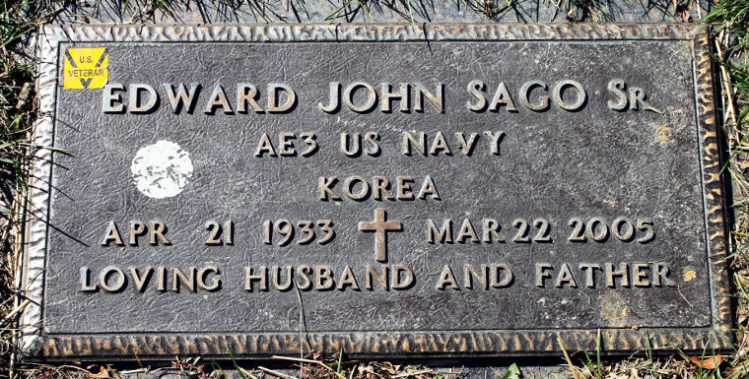 U.S.
VETERAN
EDWARD JOHN SAGO SR
AE3 US NAVY
KOREA
APR 21 1933 MAR 22 2005
LOVING HUSBAND AND FATHER